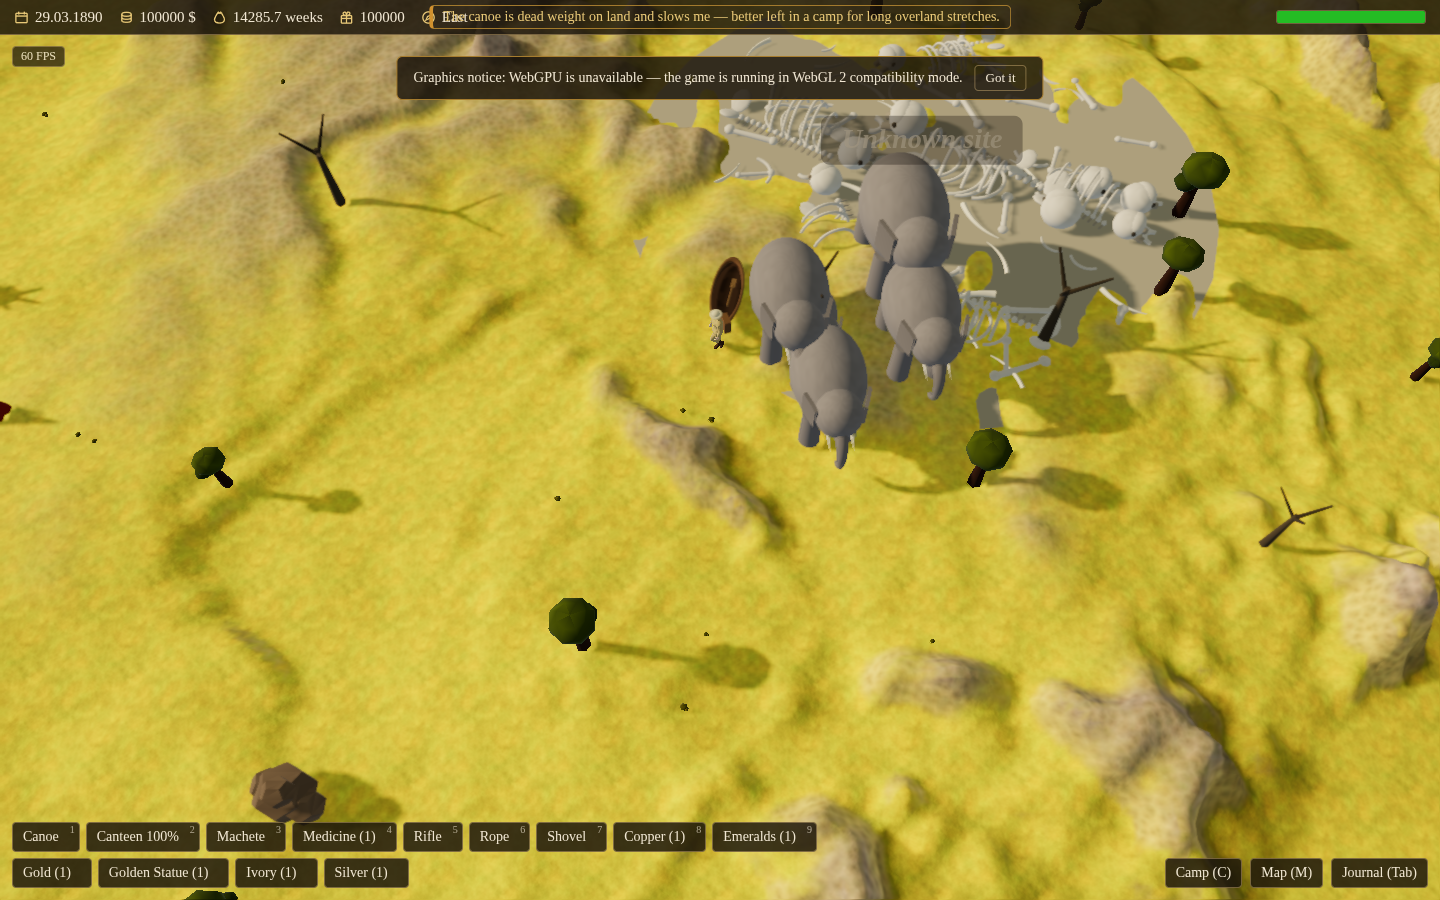 29.03.1890 100000 $ 14285.7 weeks 100000 East
The canoe is dead weight on land and slows me — better left in a camp for long overland stretches.
60 FPS
Graphics notice: WebGPU is unavailable — the game is running in WebGL 2 compatibility mode. Got it
Unknown site
Canoe 1 Canteen 100% 2 Machete 3 Medicine (1) 4 Rifle 5 Rope 6 Shovel 7 Copper (1) 8 Emeralds (1) 9
Gold (1) Golden Statue (1) Ivory (1) Silver (1) Camp (C) Map (M) Journal (Tab)